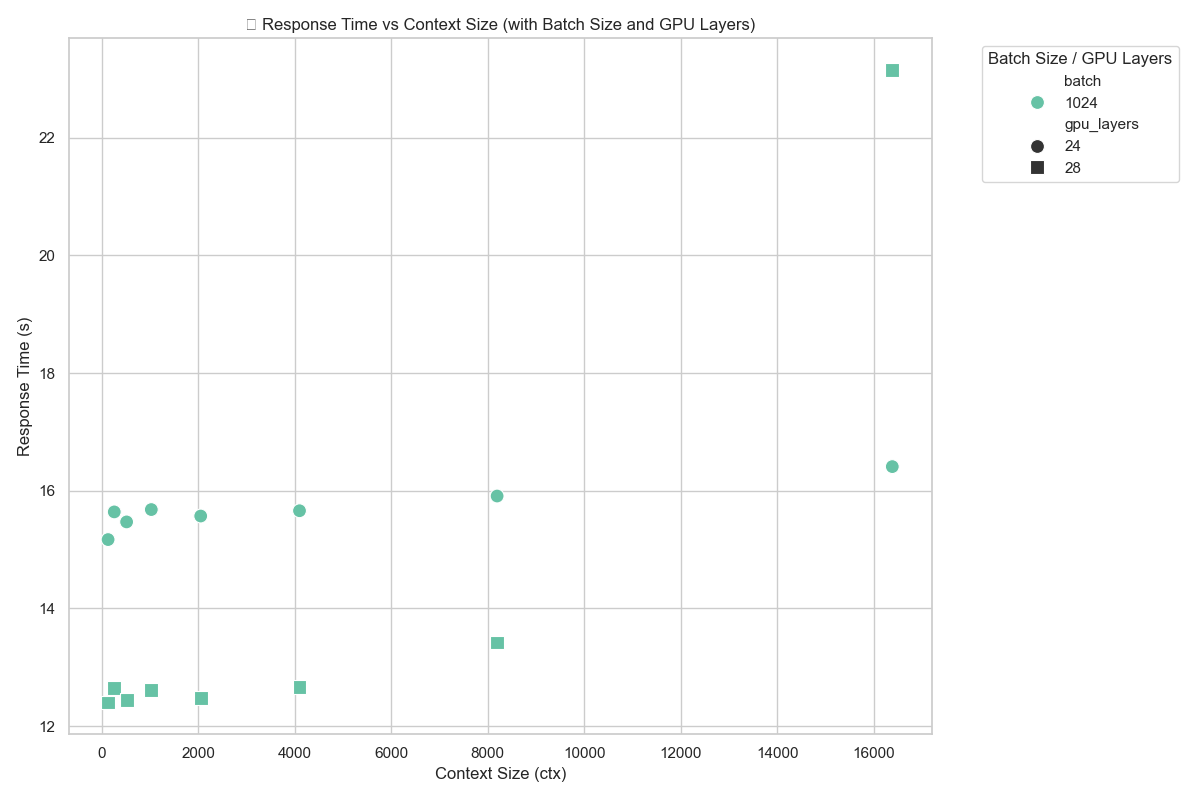 Response Time vs Context Size (with Batch Size and GPU Layers)
Batch Size / GPU Layers
batch
1024
gpu_layers
24
28
Response Time (s)
22
20
18
16
14
12
0 2000 4000 6000 8000 10000 12000 14000 16000
Context Size (ctx)